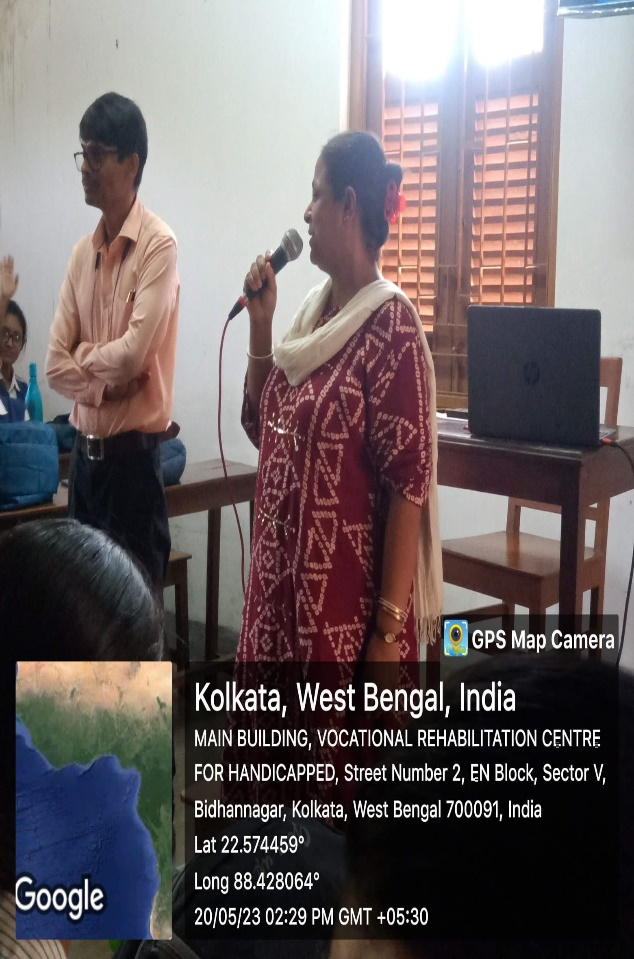 GPS Map Camera
Kolkata, West Bengal, India
MAIN BUILDING, VOCATIONAL REHABILITATION CENTRE
FOR HANDICAPPED, Street Number 2, EN Block, Sector V,
Bidhannagar, Kolkata, West Bengal 700091, India
Lat 22.574459°
Long 88.428064°
20/05/23 02:29 PM GMT +05:30
Google
hp